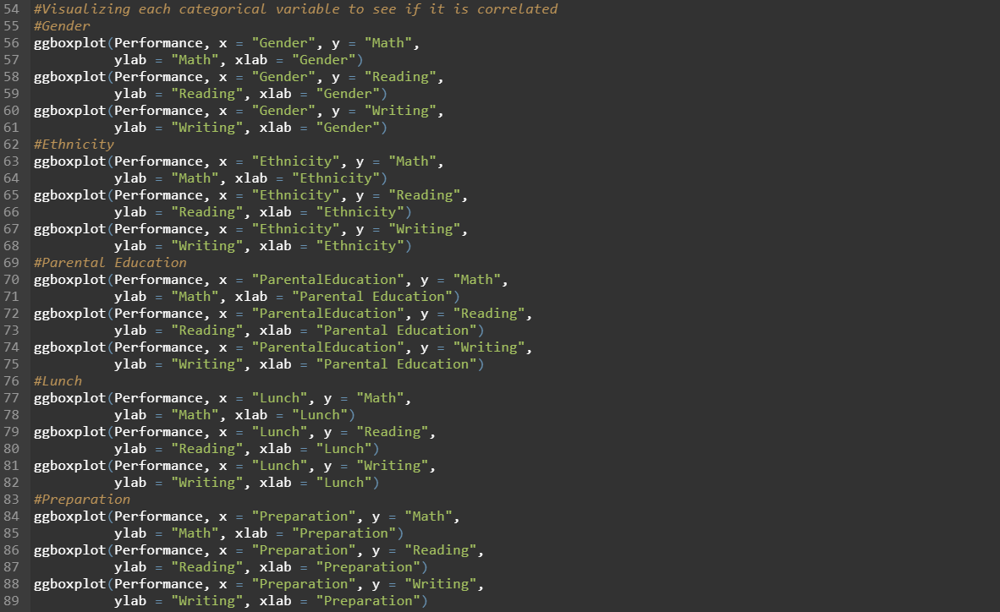 54 #Visualizing each categorical variable to see if it is correlated
55 #Gender
56 ggboxplot(Performance, x = "Gender", y = "Math",
57           ylab = "Math", xlab = "Gender")
58 ggboxplot(Performance, x = "Gender", y = "Reading",
59           ylab = "Reading", xlab = "Gender")
60 ggboxplot(Performance, x = "Gender", y = "Writing",
61           ylab = "Writing", xlab = "Gender")
62 #Ethnicity
63 ggboxplot(Performance, x = "Ethnicity", y = "Math",
64           ylab = "Math", xlab = "Ethnicity")
65 ggboxplot(Performance, x = "Ethnicity", y = "Reading",
66           ylab = "Reading", xlab = "Ethnicity")
67 ggboxplot(Performance, x = "Ethnicity", y = "Writing",
68           ylab = "Writing", xlab = "Ethnicity")
69 #Parental Education
70 ggboxplot(Performance, x = "ParentalEducation", y = "Math",
71           ylab = "Math", xlab = "Parental Education")
72 ggboxplot(Performance, x = "ParentalEducation", y = "Reading",
73           ylab = "Reading", xlab = "Parental Education")
74 ggboxplot(Performance, x = "ParentalEducation", y = "Writing",
75           ylab = "Writing", xlab = "Parental Education")
76 #Lunch
77 ggboxplot(Performance, x = "Lunch", y = "Math",
78           ylab = "Math", xlab = "Lunch")
79 ggboxplot(Performance, x = "Lunch", y = "Reading",
80           ylab = "Reading", xlab = "Lunch")
81 ggboxplot(Performance, x = "Lunch", y = "Writing",
82           ylab = "Writing", xlab = "Lunch")
83 #Preparation
84 ggboxplot(Performance, x = "Preparation", y = "Math",
85           ylab = "Math", xlab = "Preparation")
86 ggboxplot(Performance, x = "Preparation", y = "Reading",
87           ylab = "Reading", xlab = "Preparation")
88 ggboxplot(Performance, x = "Preparation", y = "Writing",
89           ylab = "Writing", xlab = "Preparation")